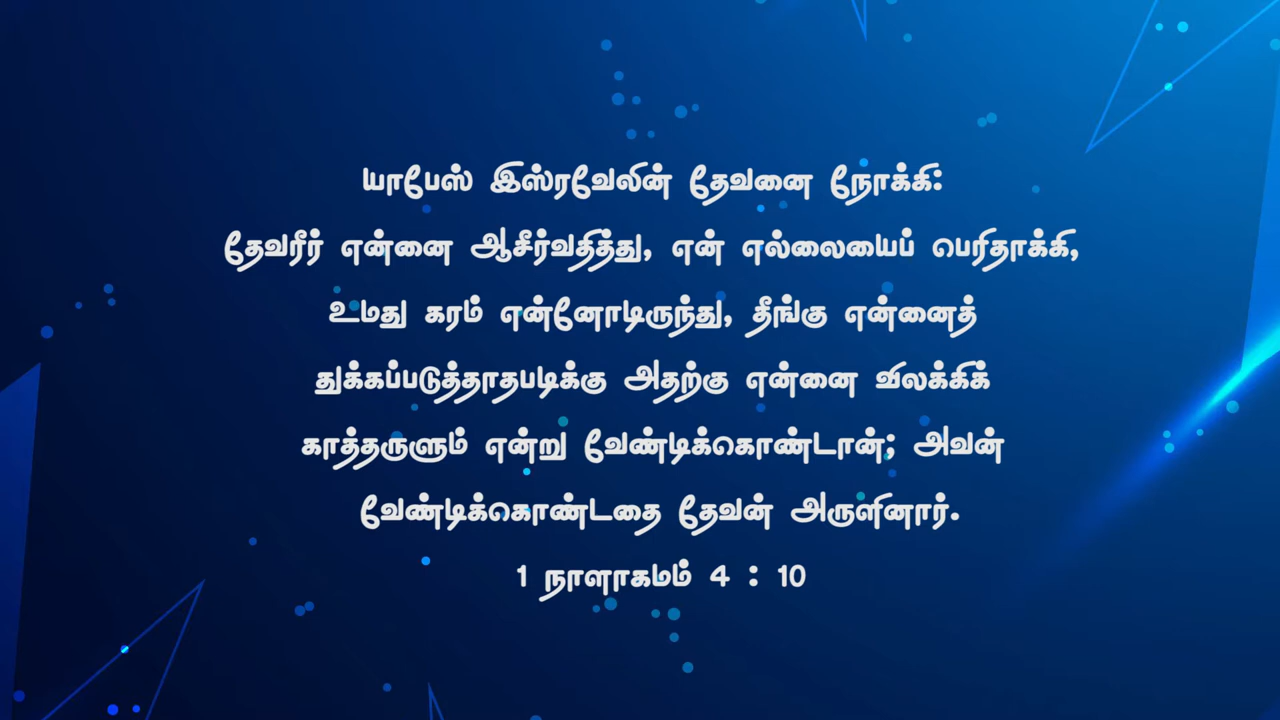 யாபேஸ் இஸ்ரவேலின் தேவனை நோக்கி:
தேவரீர் என்னை ஆசீர்வதித்து, என் எல்லையைப் பெரிதாக்கி,
உமது கரம் என்னோடிருந்து, தீங்கு என்னைத்
துக்கப்படுத்தாதபடிக்கு அதற்கு என்னை விலக்கிக்
காத்தருளும் என்று வேண்டிக்கொண்டான்; அவன்
வேண்டிக்கொண்டதை தேவன் அருளினார்.
1 நாளாகமம் 4 : 10